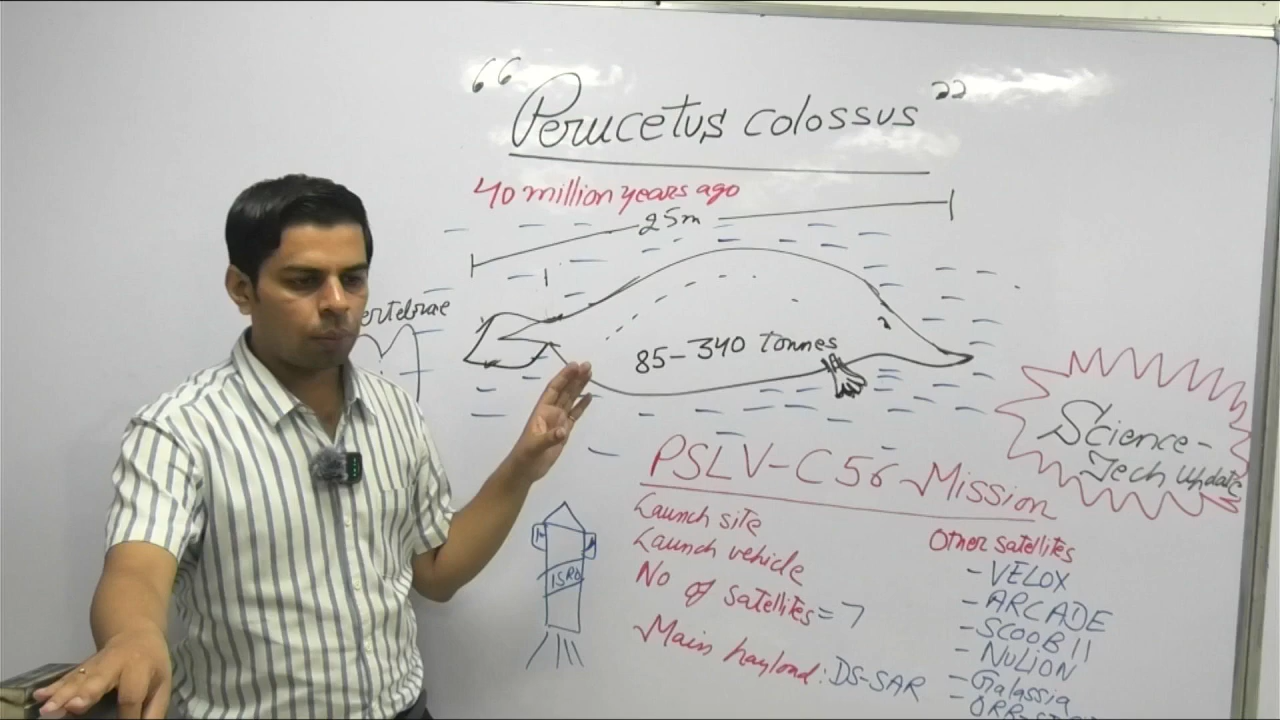 "Perucetus colossus"
40 million years ago
25m
ertebrae
85-340 Tonnes
Science-
Tech Update
PSLV-C56 Mission
Launch site
Launch vehicle
No of satellites = 7
Main payload: DS-SAR
ISRO
Other satellites
- VELOX
- ARCADE
- SCOOB II
- NULION
- Galassia